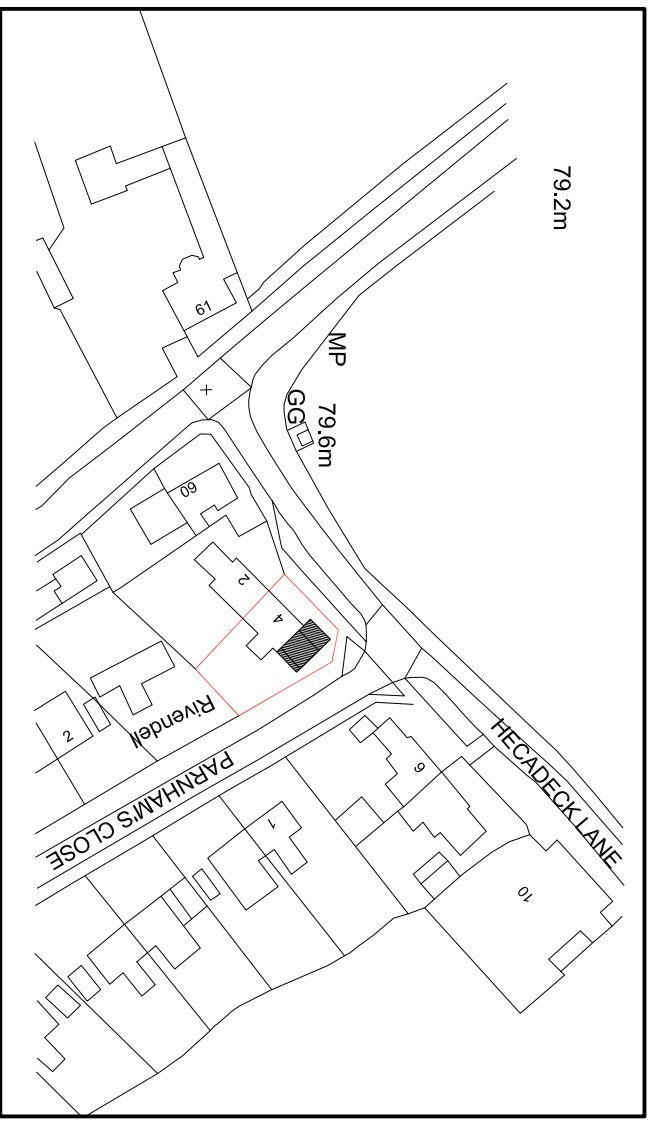 79.2m
MP
GG
79.6m
61
60
2
4
Rivendell
2
PARNHAM'S CLOSE
HECADECK LANE
6
1
10